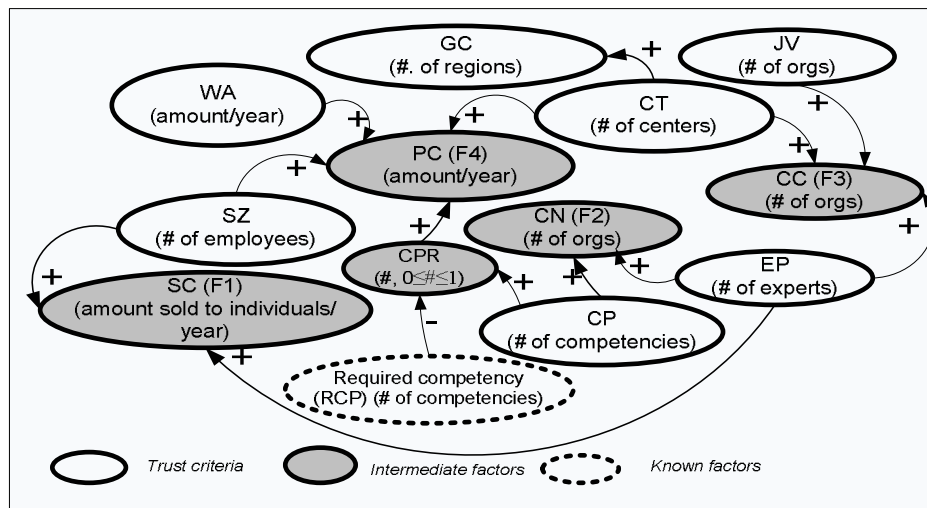 GC
(#. of regions)
+
JV
(# of orgs)
WA
(amount/year)
+
+
CT
(# of centers)
+
+
PC (F4)
(amount/year)
+
CC (F3)
(# of orgs)
+
SZ
(# of employees)
+
CN (F2)
(# of orgs)
+
CPR
(#, 0≤#≤1)
+
+
+
EP
(# of experts)
+
SC (F1)
(amount sold to individuals/
year)
+
-
CP
(# of competencies)
Required competency
(RCP) (# of competencies)
Trust criteria
Intermediate factors
Known factors